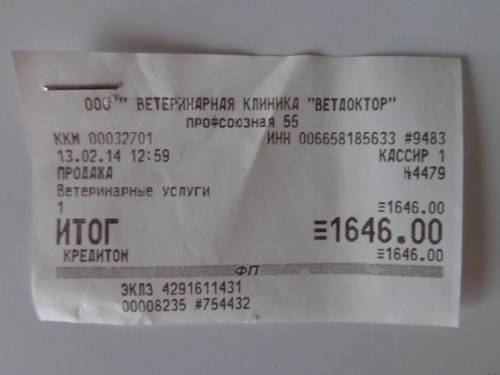 ООО "" ВЕТЕРИНАРНАЯ КЛИНИКА "ВЕТДОКТОР"
ПРОФСОЮЗНАЯ 55
ККМ 00032701 ИНН 006658185633 #9483
13.02.14 12:59 КАССИР 1
ПРОДАЖА №4479
Ветеринарные услуги
1 ≡1646.00
ИТОГ ≡1646.00
КРЕДИТОМ ≡1646.00
ФП
ЭКЛЗ 4291611431
00008235 #754432